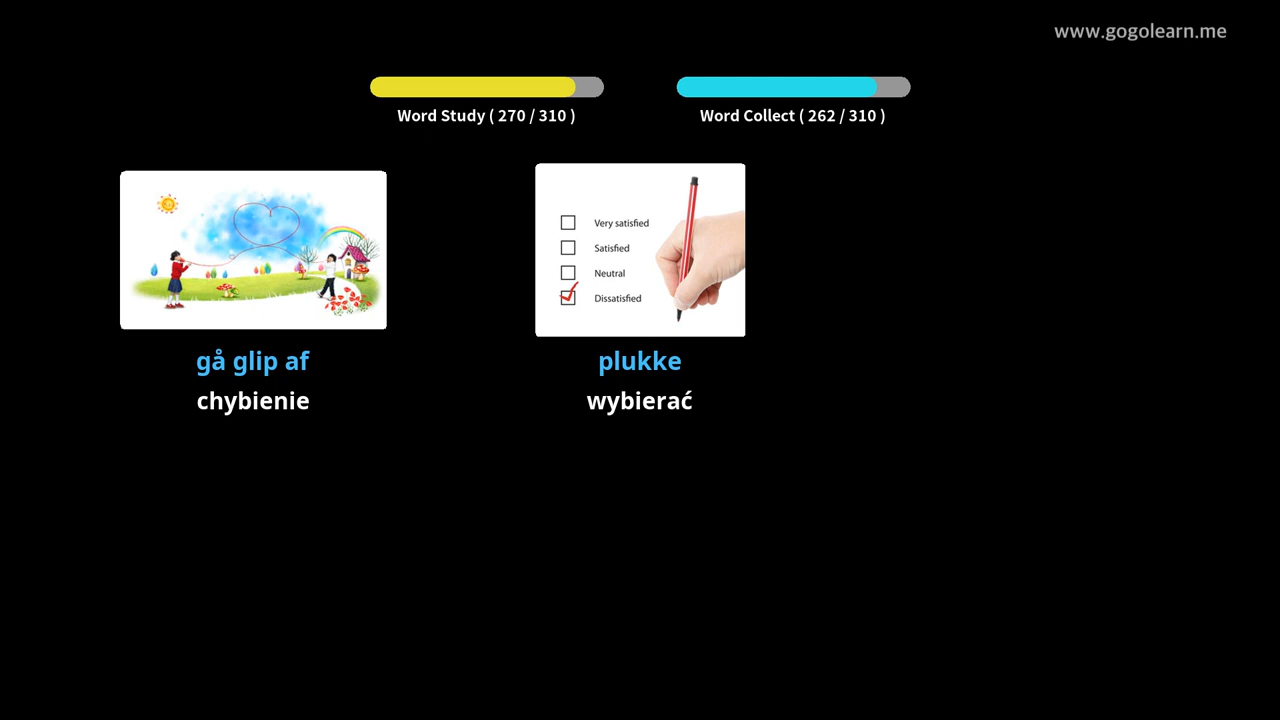 www.gogolearn.me
Word Study ( 270 / 310 )
Word Collect ( 262 / 310 )
Very satisfied
Satisfied
Neutral
Dissatisfied
gå glip af
chybienie
plukke
wybierać